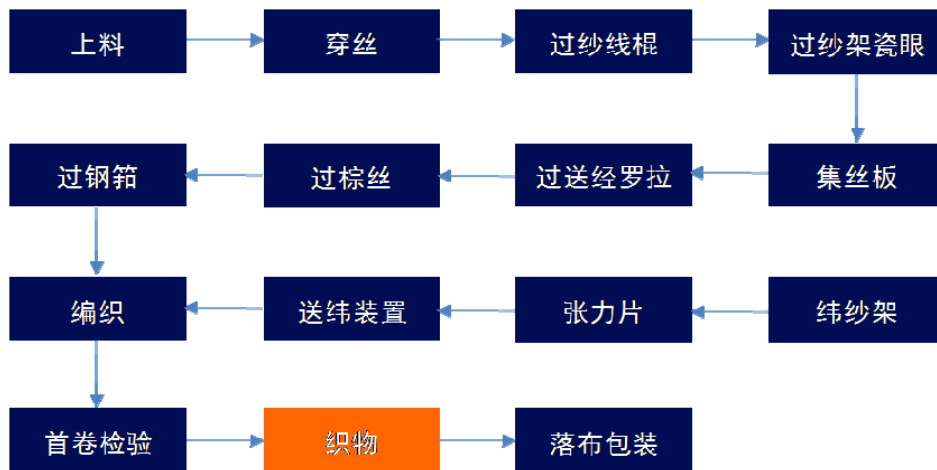 上料
穿丝
过纱线棍
过纱架瓷眼
过钢筘
过棕丝
过送经罗拉
集丝板
编织
送纬装置
张力片
纬纱架
首卷检验
织物
落布包装